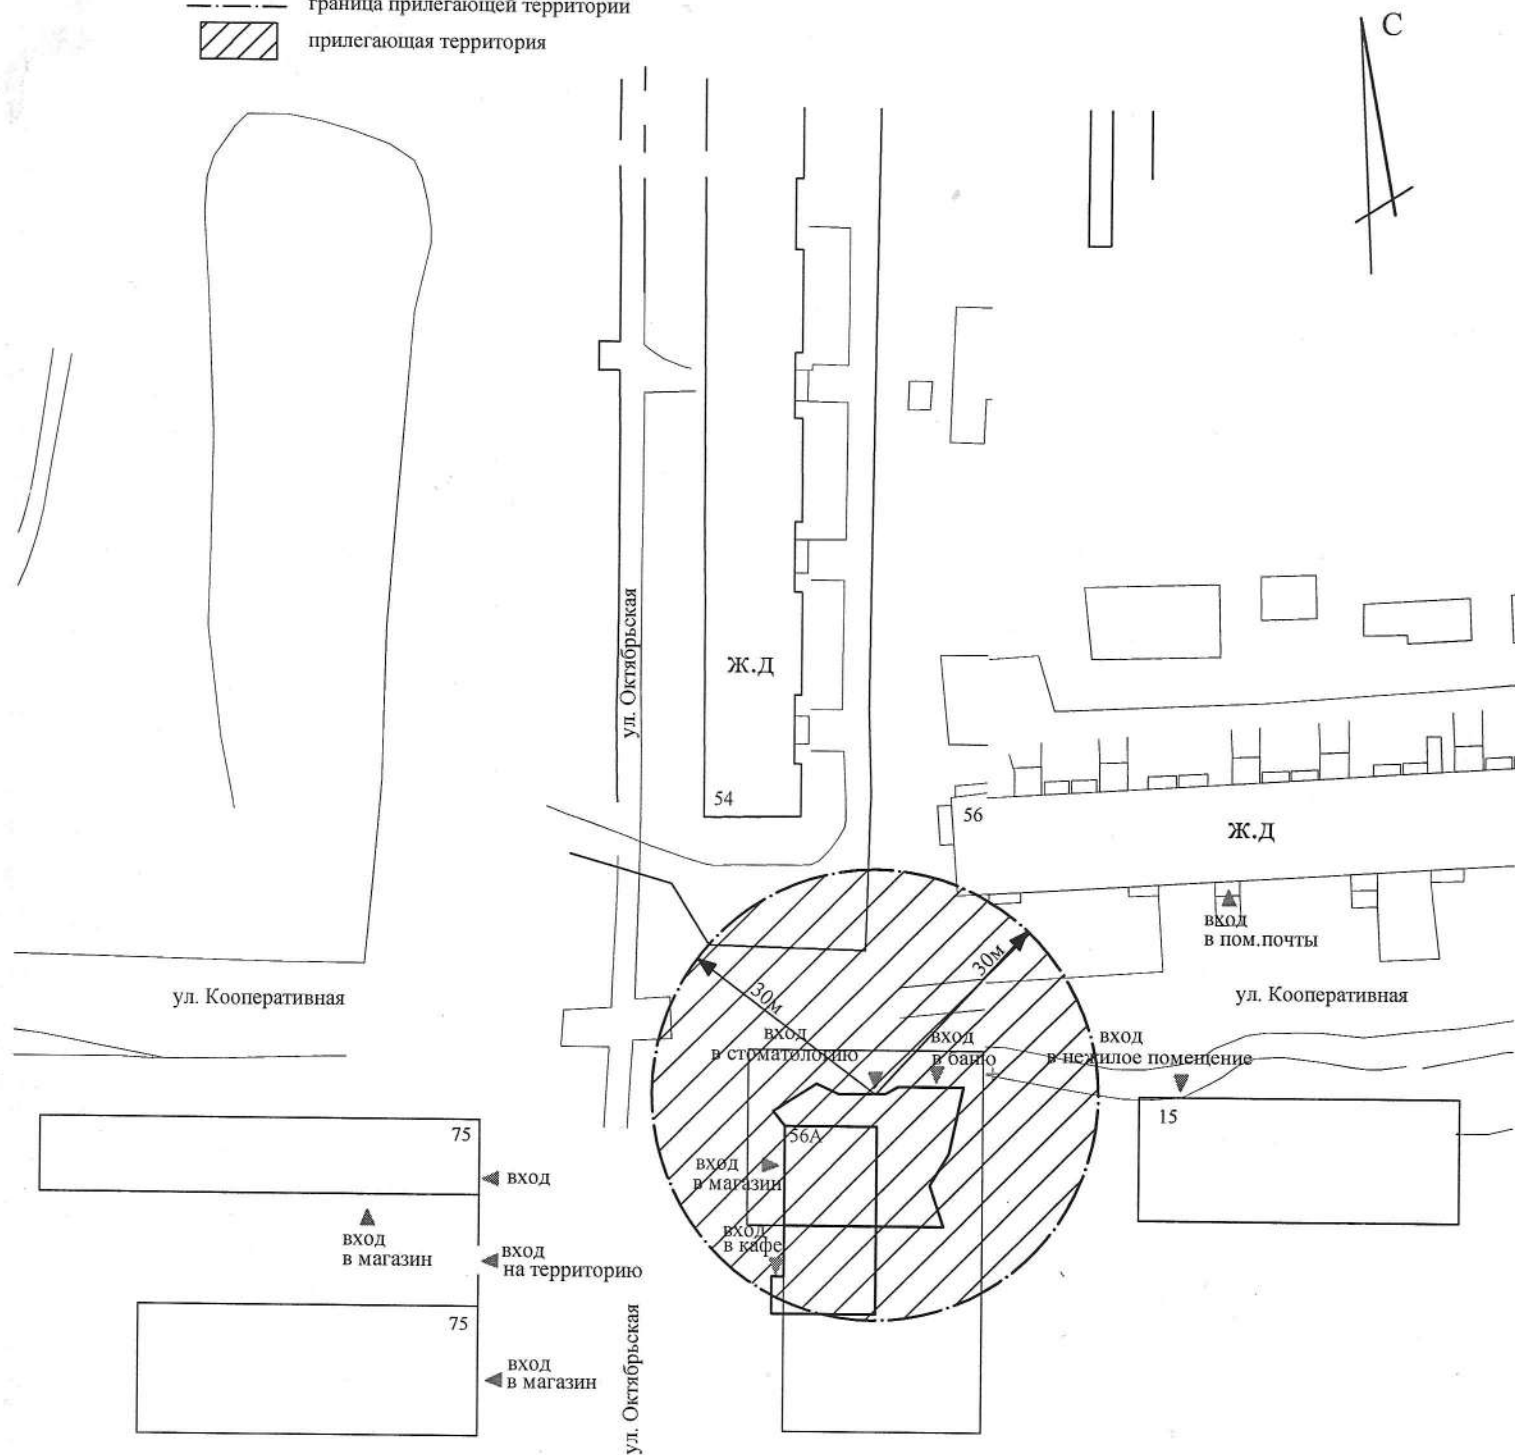 граница прилегающей территории
прилегающая территория
С
ул. Октябрьская
Ж.Д
54
56
Ж.Д
вход
в пом.почты
ул. Кооперативная
ул. Кооперативная
30м
30м
вход
в стоматологию
вход
в баню
вход
в нежилое помещение
75
56А
15
вход
вход
в магазин
вход
в магазин
вход
на территорию
вход
в кафе
75
вход
в магазин
ул. Октябрьская